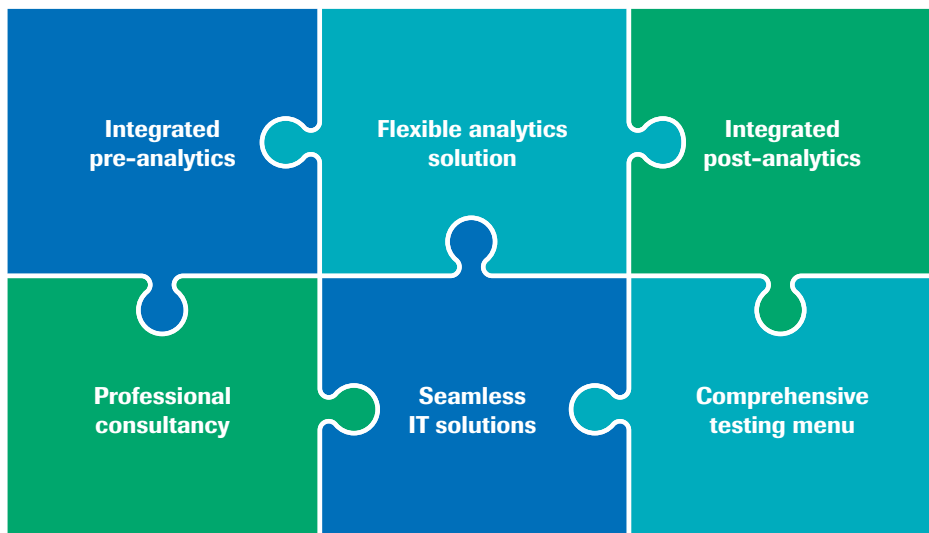 Integrated
pre-analytics
Flexible analytics
solution
Integrated
post-analytics
Professional
consultancy
Seamless
IT solutions
Comprehensive
testing menu